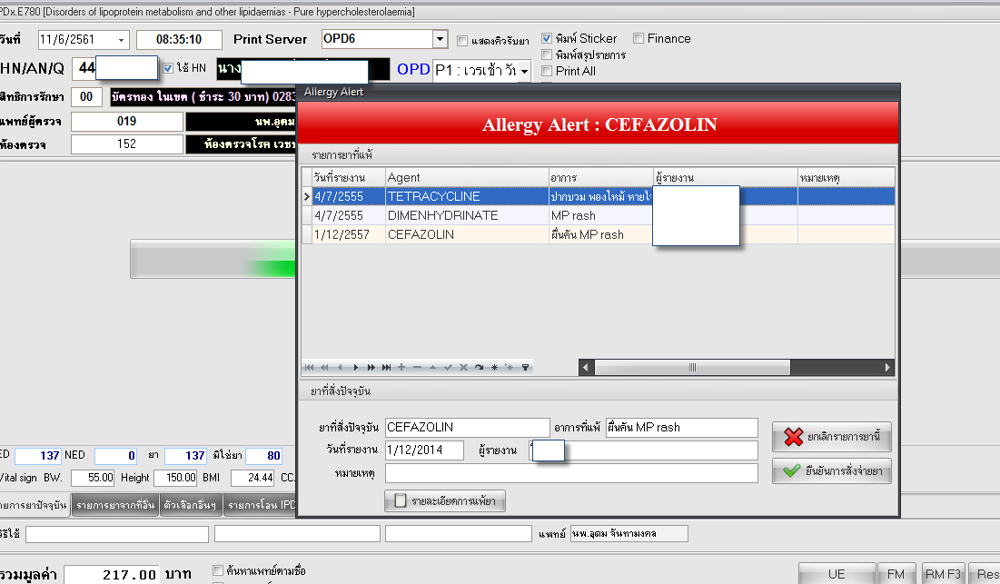 PDx.E780 [Disorders of lipoprotein metabolism and other lipidaemias - Pure hypercholesterolaemia]
วันที่ 11/6/2561 08:35:10 Print Server OPD6 แสดงคิวรับยา พิมพ์ Sticker Finance
พิมพ์สรุปรายการ
HN/AN/Q 44 ใช้ HN นาง OPD P1 : เวรเช้า วัน Print All
สิทธิการรักษา 00 บัตรทอง ในเขต ( ชำระ 30 บาท) 0283
แพทย์ผู้ตรวจ 019 นพ.อุดม
ห้องตรวจ 152 ห้องตรวจโรค เวชป
Allergy Alert
Allergy Alert : CEFAZOLIN
รายการยาที่แพ้
วันที่รายงาน Agent อาการ ผู้รายงาน หมายเหตุ
4/7/2555 TETRACYCLINE ปากบวม พองไหม้ หายใจ
4/7/2555 DIMENHYDRINATE MP rash
1/12/2557 CEFAZOLIN ผื่นคัน MP rash
ยาที่สั่งปัจจุบัน
ยาที่สั่งปัจจุบัน CEFAZOLIN อาการที่แพ้ ผื่นคัน MP rash
ยกเลิกรายการยานี้
วันที่รายงาน 1/12/2014 ผู้รายงาน
หมายเหตุ
ยืนยันการสั่งจ่ายยา
รายละเอียดการแพ้ยา
ED 137 NED 0 ยา 137 มิใช่ยา 80
Vital sign BW. 55.00 Height 150.00 BMI 24.44 CC.
รายการยาปัจจุบัน รายการยาจากที่อื่น ตัวเลือกอื่นๆ รายการโอน IPD
วิธีใช้ แพทย์ นพ.อุดม จันทามงคล
รวมมูลค่า 217.00 บาท ค้นหาแพทย์ตามชื่อ
UE FM RM F3 Res